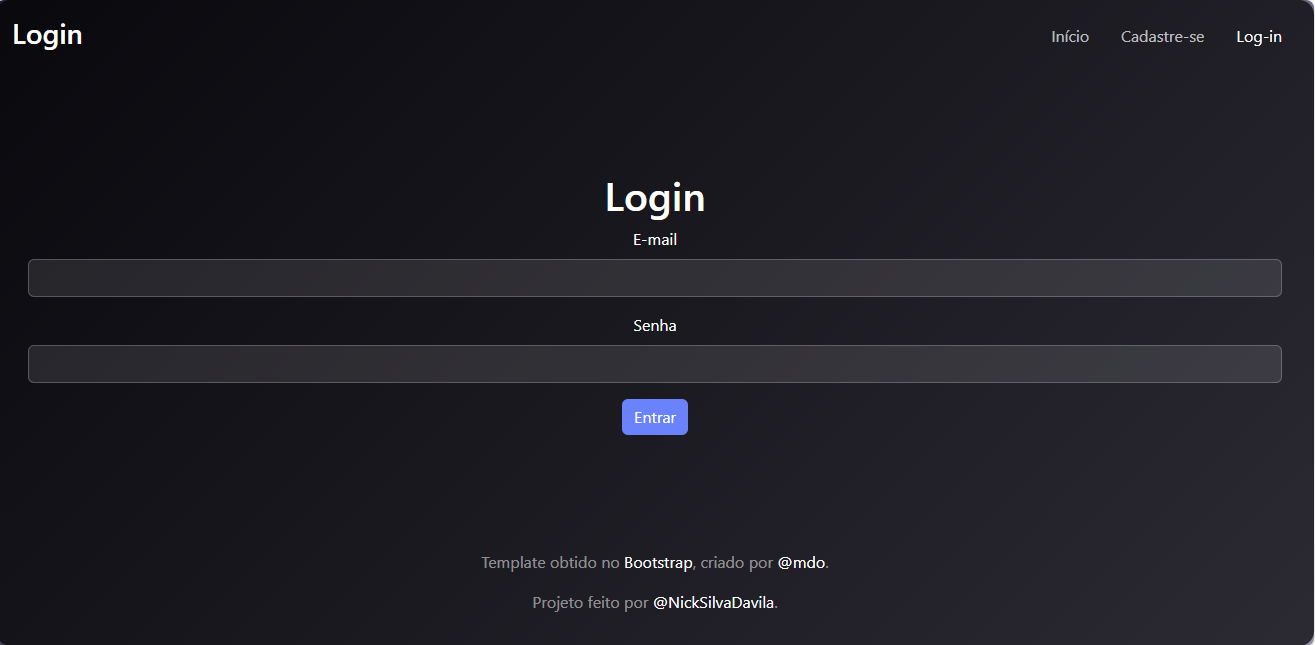 Login
Início Cadastre-se Log-in
Login
E-mail
Senha
Entrar
Template obtido no Bootstrap, criado por @mdo.
Projeto feito por @NickSilvaDavila.